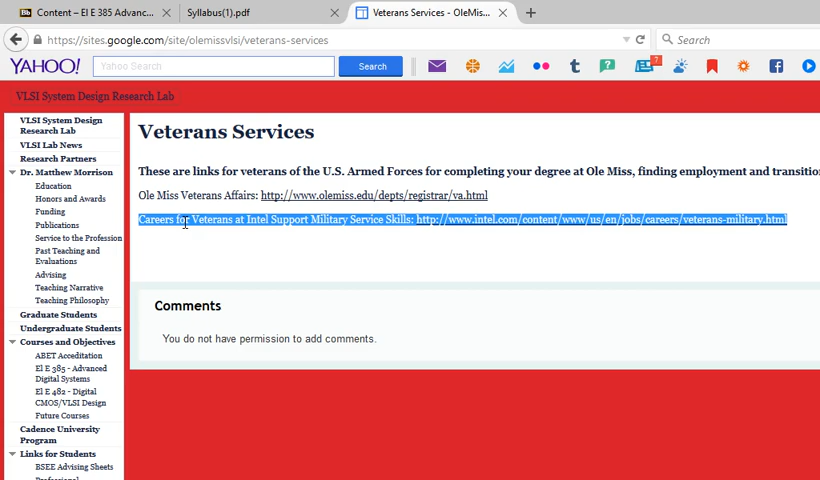 Content – El E 385 Advanc...
Syllabus(1).pdf
Veterans Services - OleMis...
https://sites.google.com/site/olemissvlsi/veterans-services
Search
YAHOO!
Yahoo Search
Search
7
VLSI System Design Research Lab
VLSI System Design
Research Lab
VLSI Lab News
Research Partners
Dr. Matthew Morrison
Education
Honors and Awards
Funding
Publications
Service to the Profession
Past Teaching and
Evaluations
Advising
Teaching Narrative
Teaching Philosophy
Graduate Students
Undergraduate Students
Courses and Objectives
ABET Acceditation
El E 385 - Advanced
Digital Systems
El E 482 - Digital
CMOS/VLSI Design
Future Courses
Cadence University
Program
Links for Students
BSEE Advising Sheets
Professional
Veterans Services
These are links for veterans of the U.S. Armed Forces for completing your degree at Ole Miss, finding employment and transitio
Ole Miss Veterans Affairs: http://www.olemiss.edu/depts/registrar/va.html
Careers for Veterans at Intel Support Military Service Skills: http://www.intel.com/content/www/us/en/jobs/careers/veterans-military.html
Comments
You do not have permission to add comments.